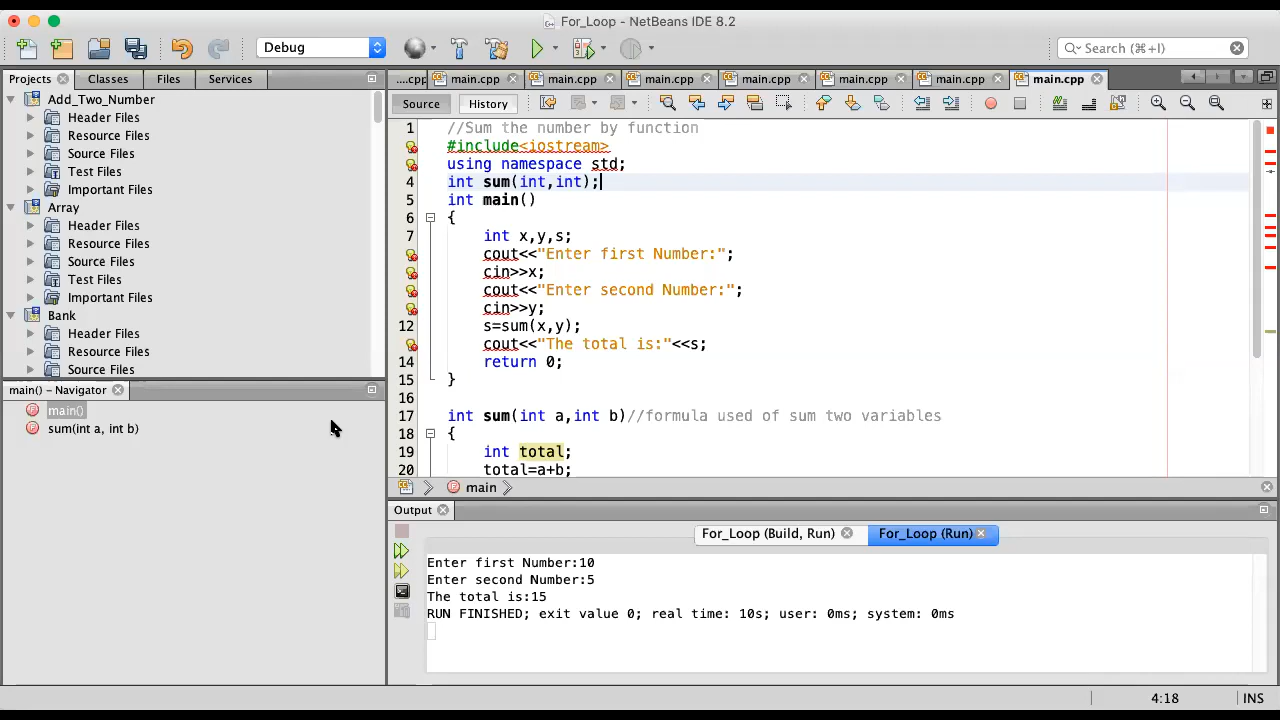 For_Loop - NetBeans IDE 8.2
Debug
Search (⌘+I)
Projects Classes Files Services
Add_Two_Number
Header Files
Resource Files
Source Files
Test Files
Important Files
Array
Header Files
Resource Files
Source Files
Test Files
Important Files
Bank
Header Files
Resource Files
Source Files
main() – Navigator
main()
sum(int a, int b)
....cpp main.cpp main.cpp main.cpp main.cpp main.cpp main.cpp main.cpp
Source History
1 //Sum the number by function
#include<iostream>
using namespace std;
4 int sum(int,int);
5 int main()
6 {
7 int x,y,s;
cout<<"Enter first Number:";
cin>>x;
cout<<"Enter second Number:";
cin>>y;
12 s=sum(x,y);
cout<<"The total is:"<<s;
14 return 0;
15 }
16
17 int sum(int a,int b)//formula used of sum two variables
18 {
19 int total;
20 total=a+b;
main
Output
For_Loop (Build, Run) For_Loop (Run)
Enter first Number:10
Enter second Number:5
The total is:15
RUN FINISHED; exit value 0; real time: 10s; user: 0ms; system: 0ms
4:18 INS